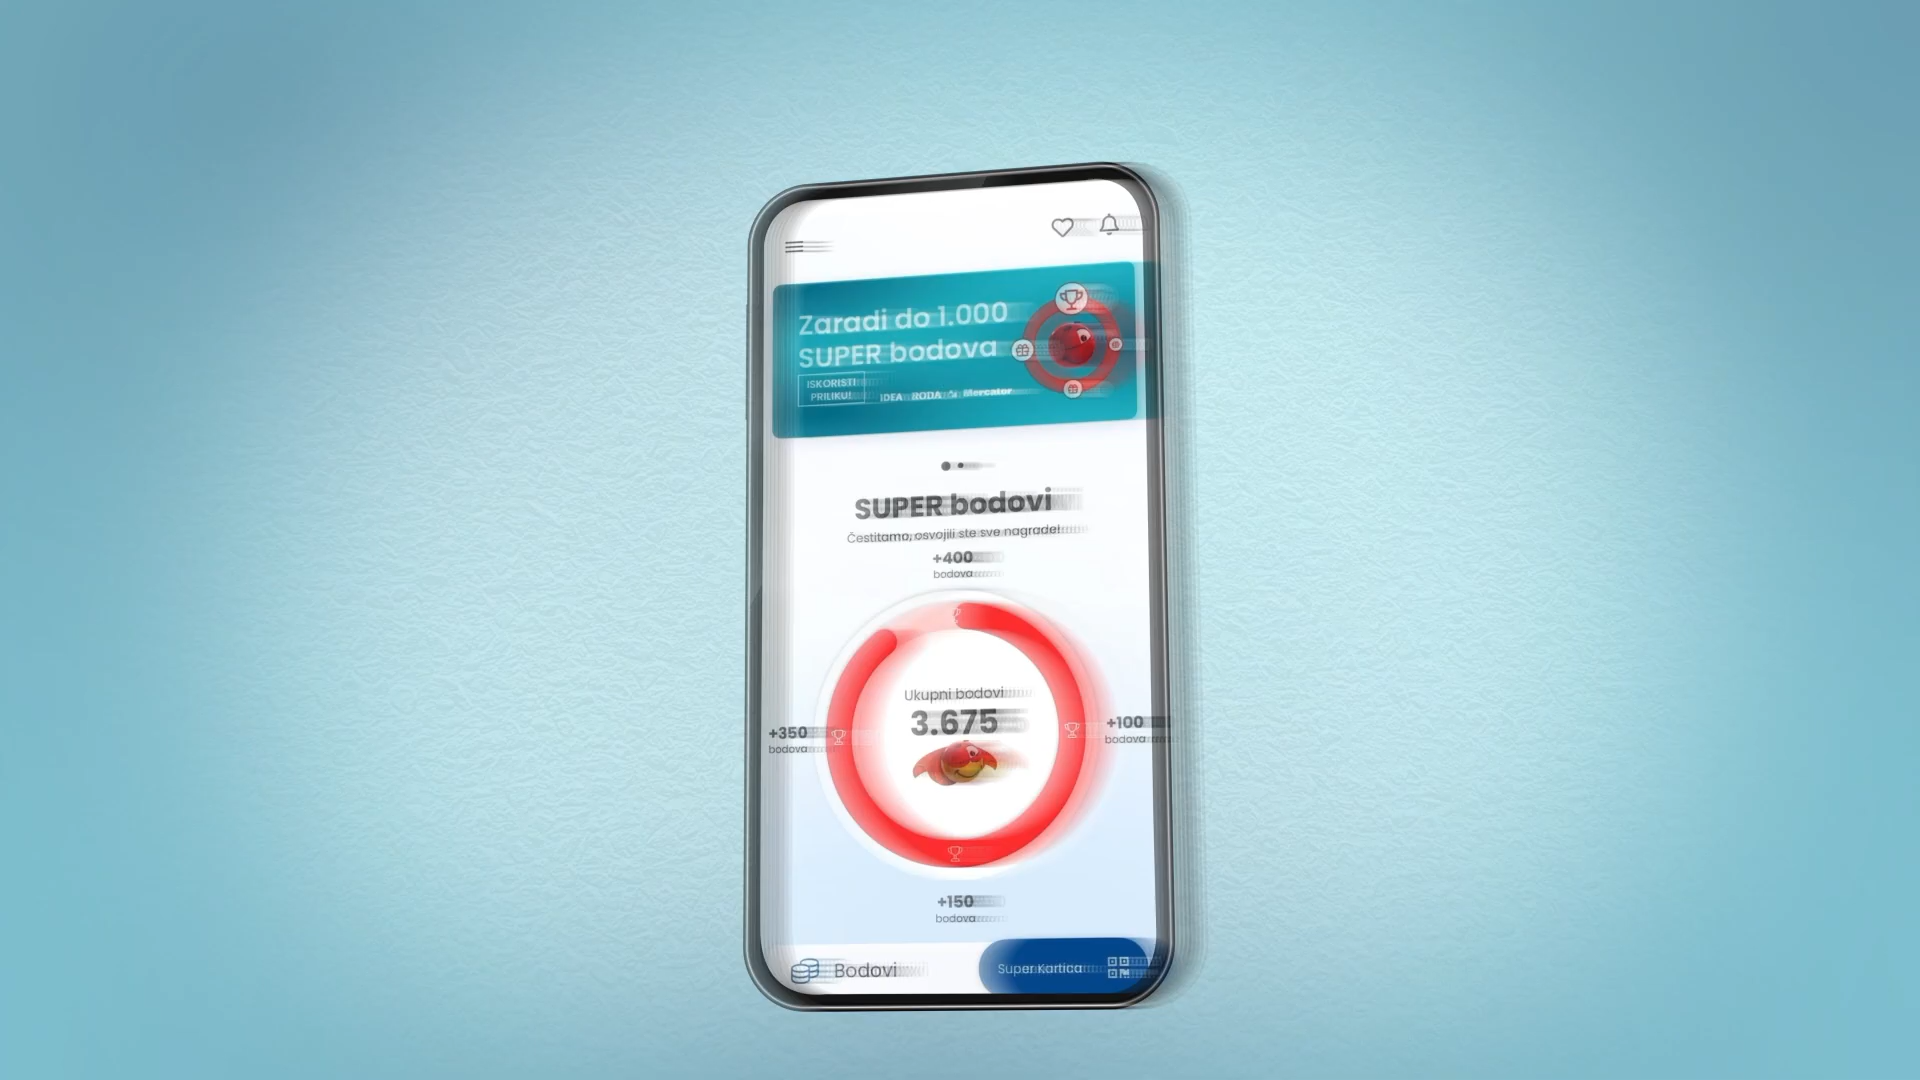 Zaradi do 1.000
SUPER bodova
ISKORISTI
PRILIKU!
IDEA RODA Mercator
SUPER bodovi
Čestitamo, osvojili ste sve nagrade!
+400
bodova
Ukupni bodovi
3.675
+350
bodova
+100
bodova
+150
bodova
Bodovi
Super Kartica